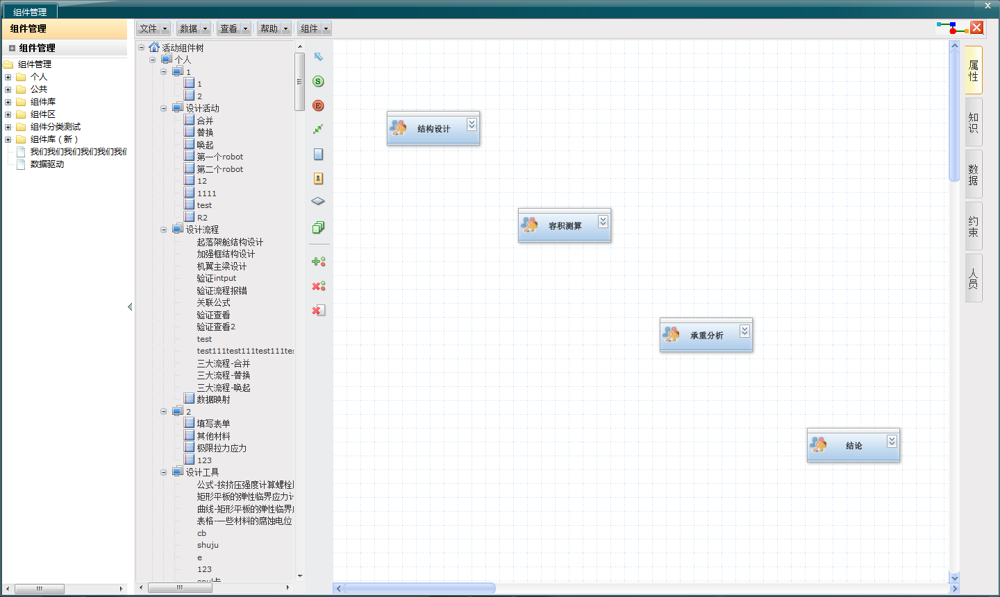 组件管理
组件管理
组件管理
组件管理
个人
公共
组件库
组件区
组件分类测试
组件库（新）
我们我们我们我们我们我们
数据驱动
文件 数据 查看 帮助 组件
活动组件树
个人
1
1
2
设计活动
合并
替换
唤起
第一个robot
第二个robot
12
1111
test
R2
设计流程
起落架舱结构设计
加强框结构设计
机翼主梁设计
验证intput
验证流程报错
关联公式
验证查看
验证查看2
test
test111test111test111tes
三大流程-合并
三大流程-替换
三大流程-唤起
数据映射
2
填写表单
其他材料
极限拉力应力
123
设计工具
公式-按挤压强度计算螺栓
矩形平板的弹性临界应力计
曲线-矩形平板的弹性临界
表格-一些材料的腐蚀电位
cb
shuju
e
123
S
E
结构设计
容积测算
承重分析
结论
属性
知识
数据
约束
人员